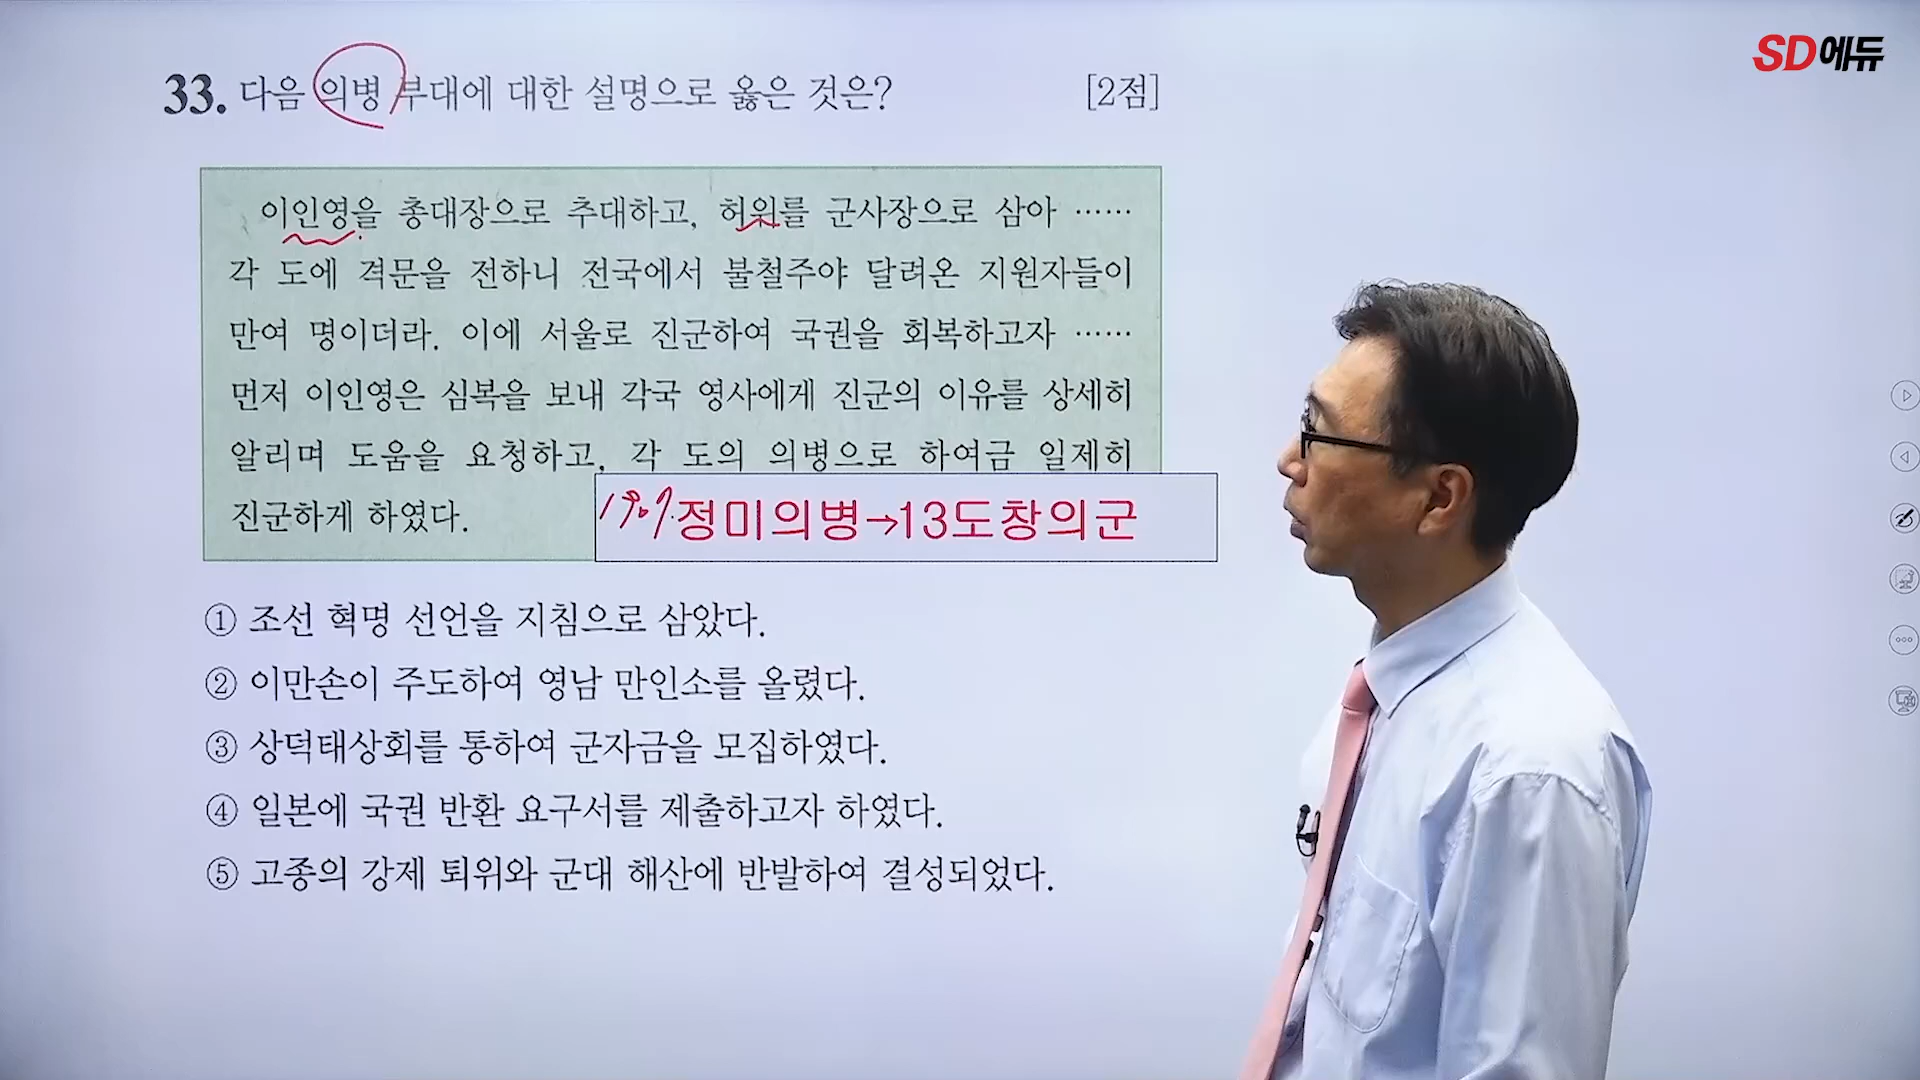 SD에듀
33. 다음 의병 부대에 대한 설명으로 옳은 것은? [2점]
이인영을 총대장으로 추대하고, 허위를 군사장으로 삼아 ……
각 도에 격문을 전하니 전국에서 불철주야 달려온 지원자들이
만여 명이더라. 이에 서울로 진군하여 국권을 회복하고자 ……
먼저 이인영은 심복을 보내 각국 영사에게 진군의 이유를 상세히
알리며 도움을 요청하고, 각 도의 의병으로 하여금 일제히
진군하게 하였다.
1907. 정미의병→13도창의군
① 조선 혁명 선언을 지침으로 삼았다.
② 이만손이 주도하여 영남 만인소를 올렸다.
③ 상덕태상회를 통하여 군자금을 모집하였다.
④ 일본에 국권 반환 요구서를 제출하고자 하였다.
⑤ 고종의 강제 퇴위와 군대 해산에 반발하여 결성되었다.